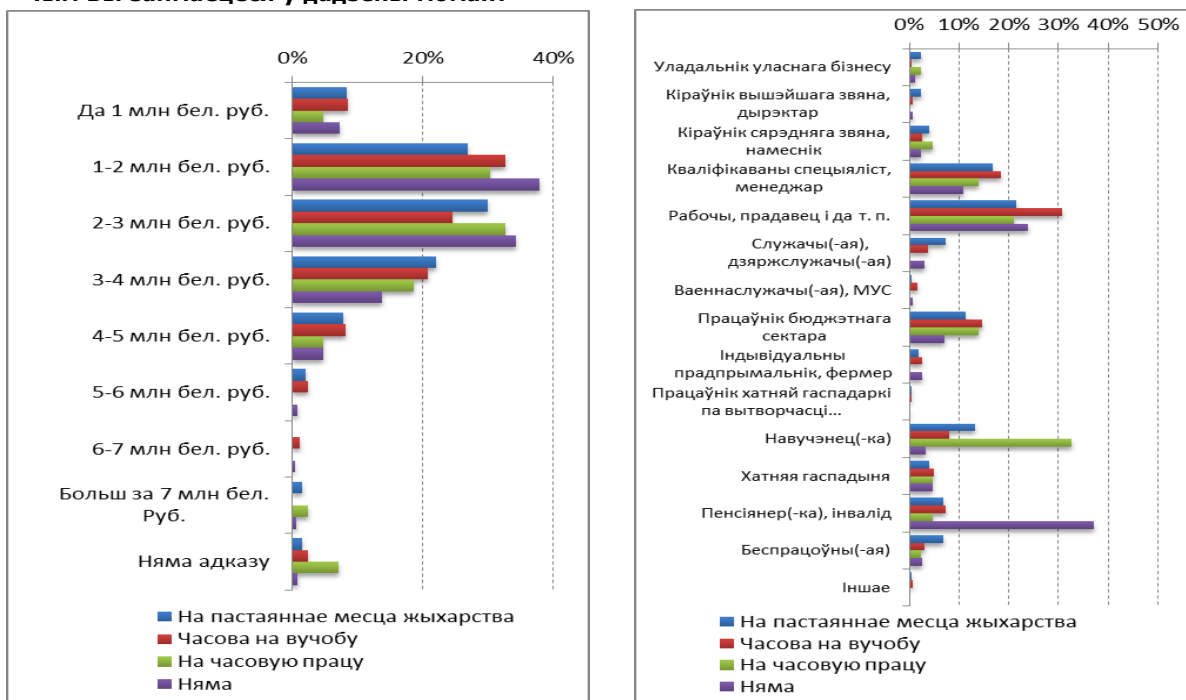 0% 20% 40%
Да 1 млн бел. руб.
1-2 млн бел. руб.
2-3 млн бел. руб.
3-4 млн бел. руб.
4-5 млн бел. руб.
5-6 млн бел. руб.
6-7 млн бел. руб.
Больш за 7 млн бел.
Руб.
Няма адказу
На пастаяннае месца жыхарства
Часова на вучобу
На часовую працу
Няма
0% 10% 20% 30% 40% 50%
Уладальнік уласнага бізнесу
Кіраўнік вышэйшага звяна,
дырэктар
Кіраўнік сярэдняга звяна,
намеснік
Кваліфікаваны спецыяліст,
менеджар
Рабочы, прадавец і да т. п.
Служачы(-ая),
дзяржслужачы(-ая)
Ваеннаслужачы(-ая), МУС
Працаўнік бюджэтнага
сектара
Індывідуальны
прадпрымальнік, фермер
Працаўнік хатняй гаспадаркі
па вытворчасці...
Навучэнец(-ка)
Хатняя гаспадыня
Пенсіянер(-ка), інвалід
Беспрацоўны(-ая)
Іншае
На пастаяннае месца жыхарства
Часова на вучобу
На часовую працу
Няма